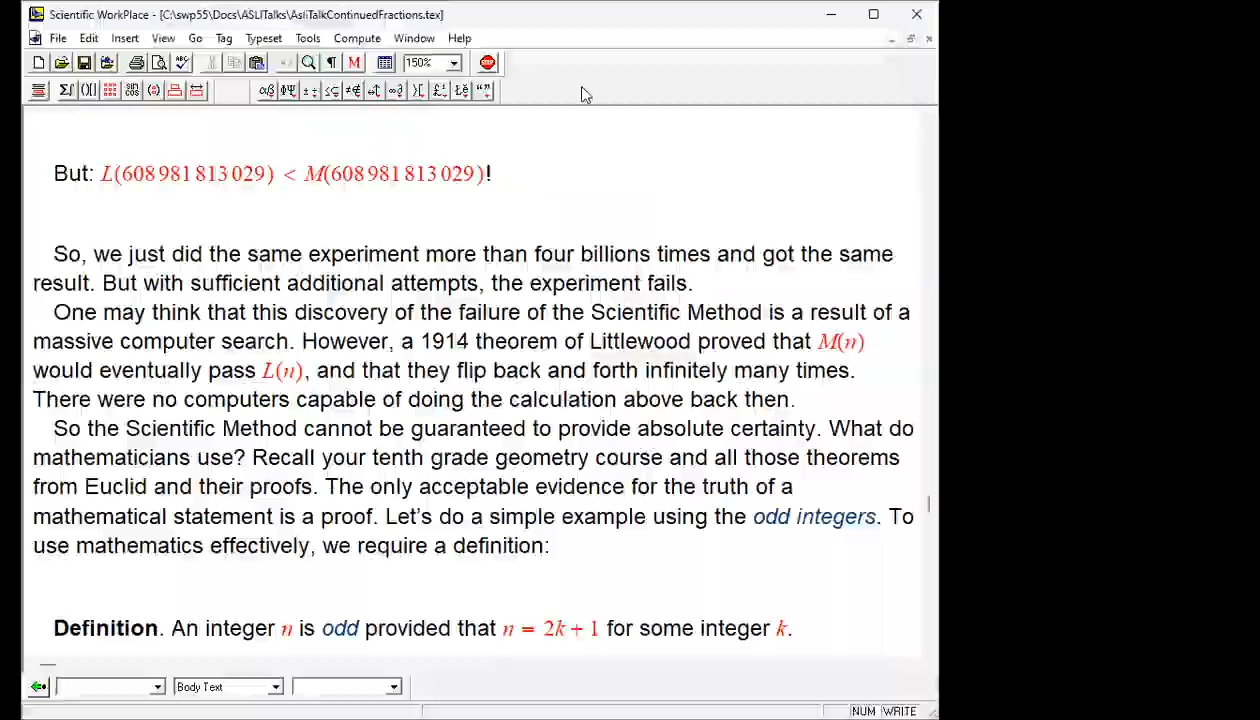 Scientific WorkPlace - [C:\swp55\Docs\ASLITalks\AsliTalkContinuedFractions.tex]
File Edit Insert View Go Tag Typeset Tools Compute Window Help
150%
But: L(608 981 813 029) < M(608 981 813 029)!
So, we just did the same experiment more than four billions times and got the same
result. But with sufficient additional attempts, the experiment fails.
One may think that this discovery of the failure of the Scientific Method is a result of a
massive computer search. However, a 1914 theorem of Littlewood proved that M(n)
would eventually pass L(n), and that they flip back and forth infinitely many times.
There were no computers capable of doing the calculation above back then.
So the Scientific Method cannot be guaranteed to provide absolute certainty. What do
mathematicians use? Recall your tenth grade geometry course and all those theorems
from Euclid and their proofs. The only acceptable evidence for the truth of a
mathematical statement is a proof. Let's do a simple example using the odd integers. To
use mathematics effectively, we require a definition:
Definition. An integer n is odd provided that n = 2k + 1 for some integer k.
Body Text
NUM WRITE